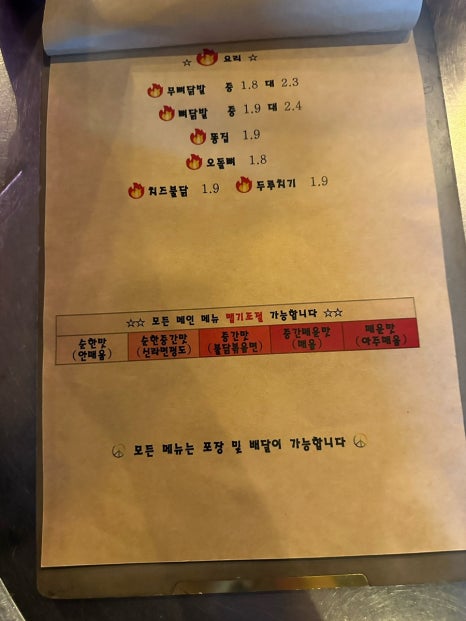 ☆ 요리 ☆
무뼈닭발 중 1.8 대 2.3
뼈닭발 중 1.9 대 2.4
똥집 1.9
오돌뼈 1.8
치즈불닭 1.9 두루치기 1.9
☆☆ 모든 메인 메뉴 맵기조절 가능합니다 ☆☆
순한맛 (안매움)
순한중간맛 (신라면정도)
중간맛 (불닭볶음면)
중간매운맛 (매움)
매운맛 (아주매움)
모든 메뉴는 포장 및 배달이 가능합니다